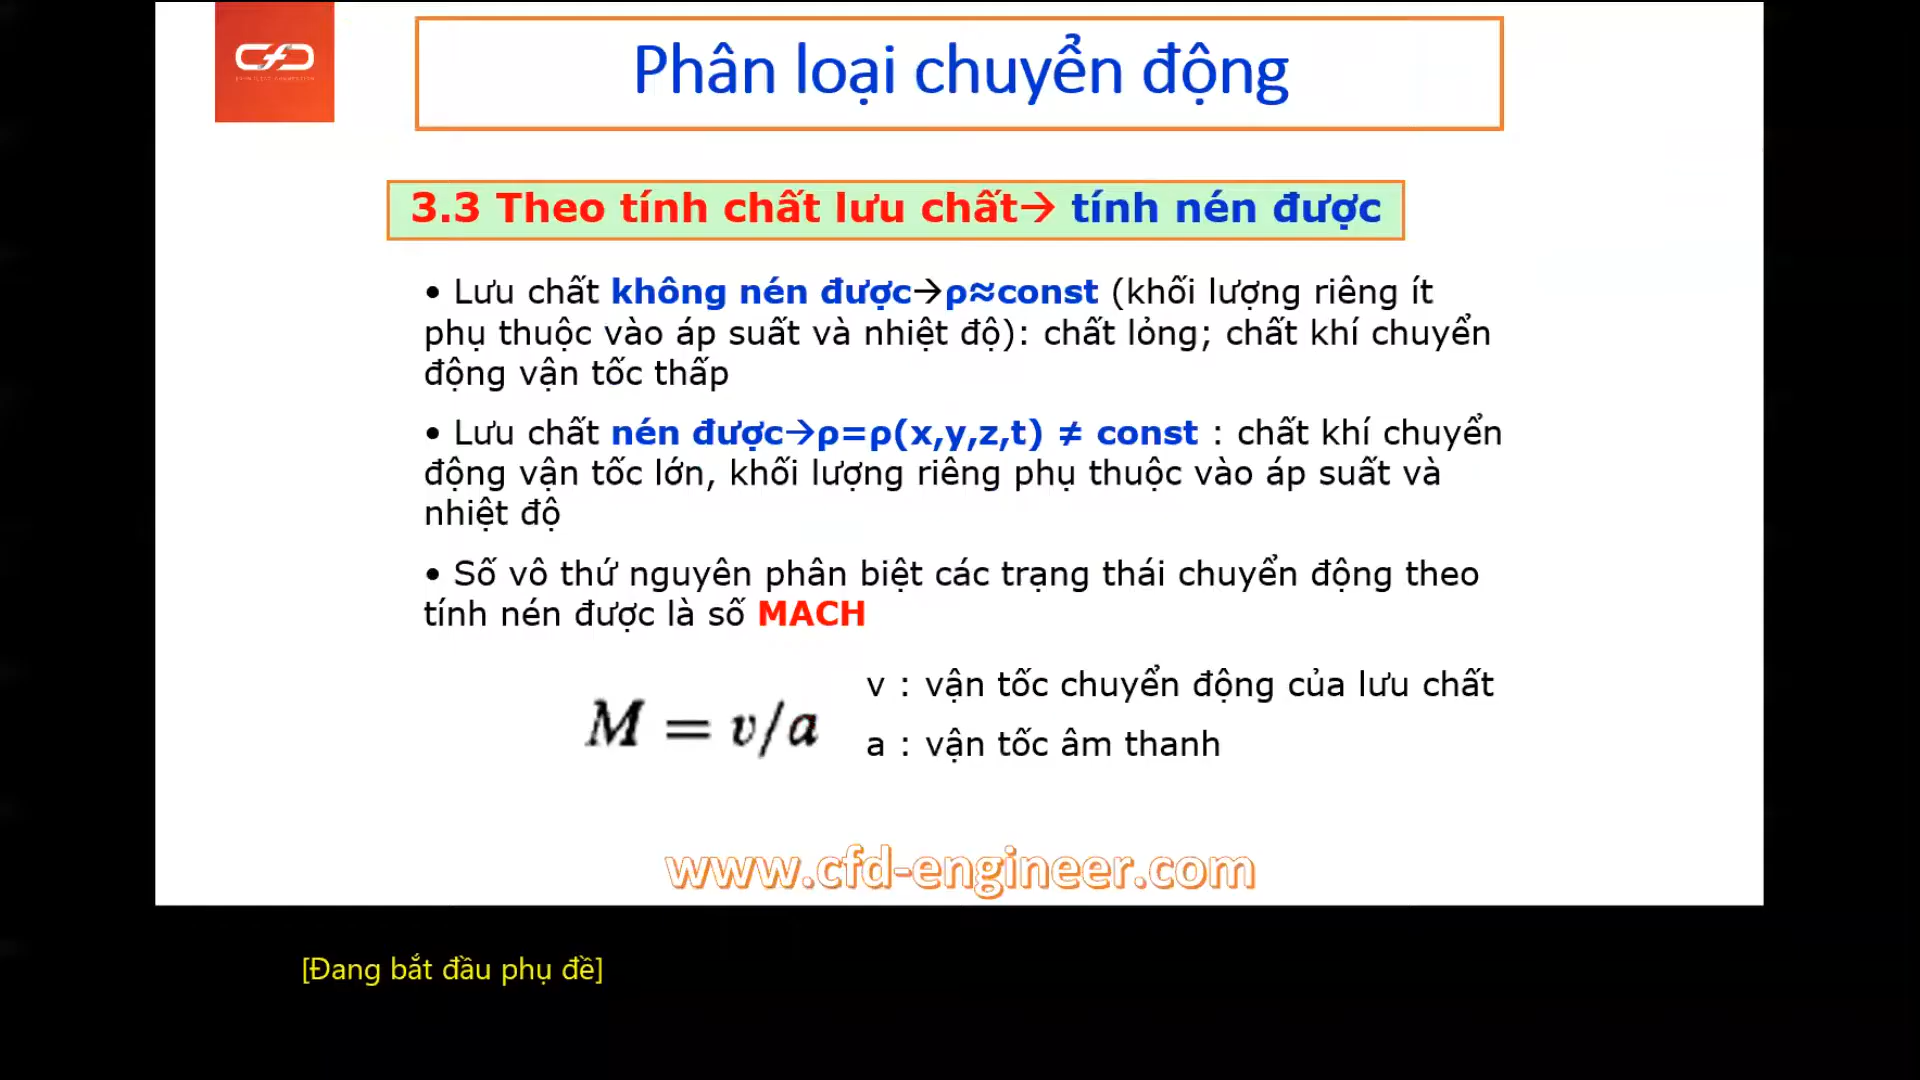 CFD
Phân loại chuyển động
3.3 Theo tính chất lưu chất→ tính nén được
• Lưu chất không nén được→ρ≈const (khối lượng riêng ít
phụ thuộc vào áp suất và nhiệt độ): chất lỏng; chất khí chuyển
động vận tốc thấp
• Lưu chất nén được→ρ=ρ(x,y,z,t) ≠ const : chất khí chuyển
động vận tốc lớn, khối lượng riêng phụ thuộc vào áp suất và
nhiệt độ
• Số vô thứ nguyên phân biệt các trạng thái chuyển động theo
tính nén được là số MACH
M = v/a
v : vận tốc chuyển động của lưu chất
a : vận tốc âm thanh
www.cfd-engineer.com
[Đang bắt đầu phụ đề]